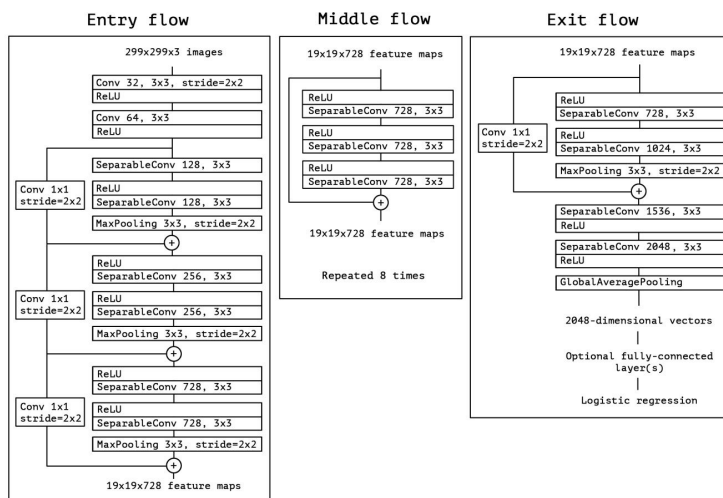 Entry flow
299x299x3 images
Conv 32, 3x3, stride=2x2
ReLU
Conv 64, 3x3
ReLU
SeparableConv 128, 3x3
Conv 1x1
stride=2x2
ReLU
SeparableConv 128, 3x3
MaxPooling 3x3, stride=2x2
+
ReLU
SeparableConv 256, 3x3
Conv 1x1
stride=2x2
ReLU
SeparableConv 256, 3x3
MaxPooling 3x3, stride=2x2
+
ReLU
SeparableConv 728, 3x3
Conv 1x1
stride=2x2
ReLU
SeparableConv 728, 3x3
MaxPooling 3x3, stride=2x2
+
19x19x728 feature maps
Middle flow
19x19x728 feature maps
ReLU
SeparableConv 728, 3x3
ReLU
SeparableConv 728, 3x3
ReLU
SeparableConv 728, 3x3
+
19x19x728 feature maps
Repeated 8 times
Exit flow
19x19x728 feature maps
ReLU
SeparableConv 728, 3x3
Conv 1x1
stride=2x2
ReLU
SeparableConv 1024, 3x3
MaxPooling 3x3, stride=2x2
+
SeparableConv 1536, 3x3
ReLU
SeparableConv 2048, 3x3
ReLU
GlobalAveragePooling
2048-dimensional vectors
Optional fully-connected
layer(s)
Logistic regression